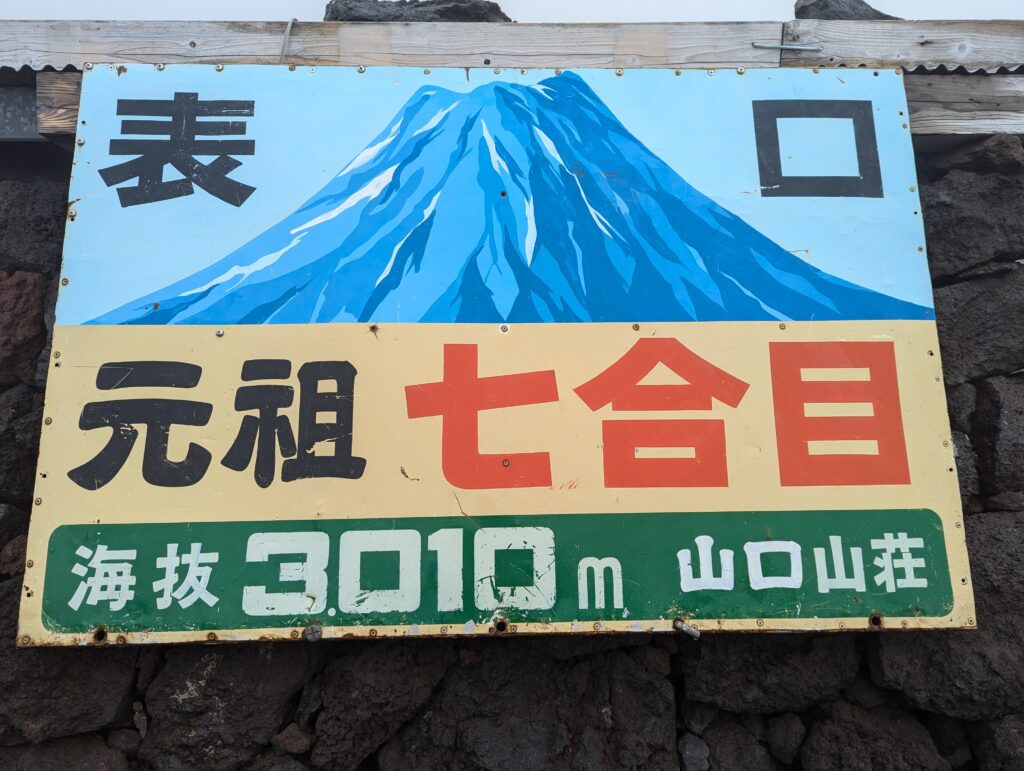 表口
元祖 七合目
海抜 3.010m 山口山荘